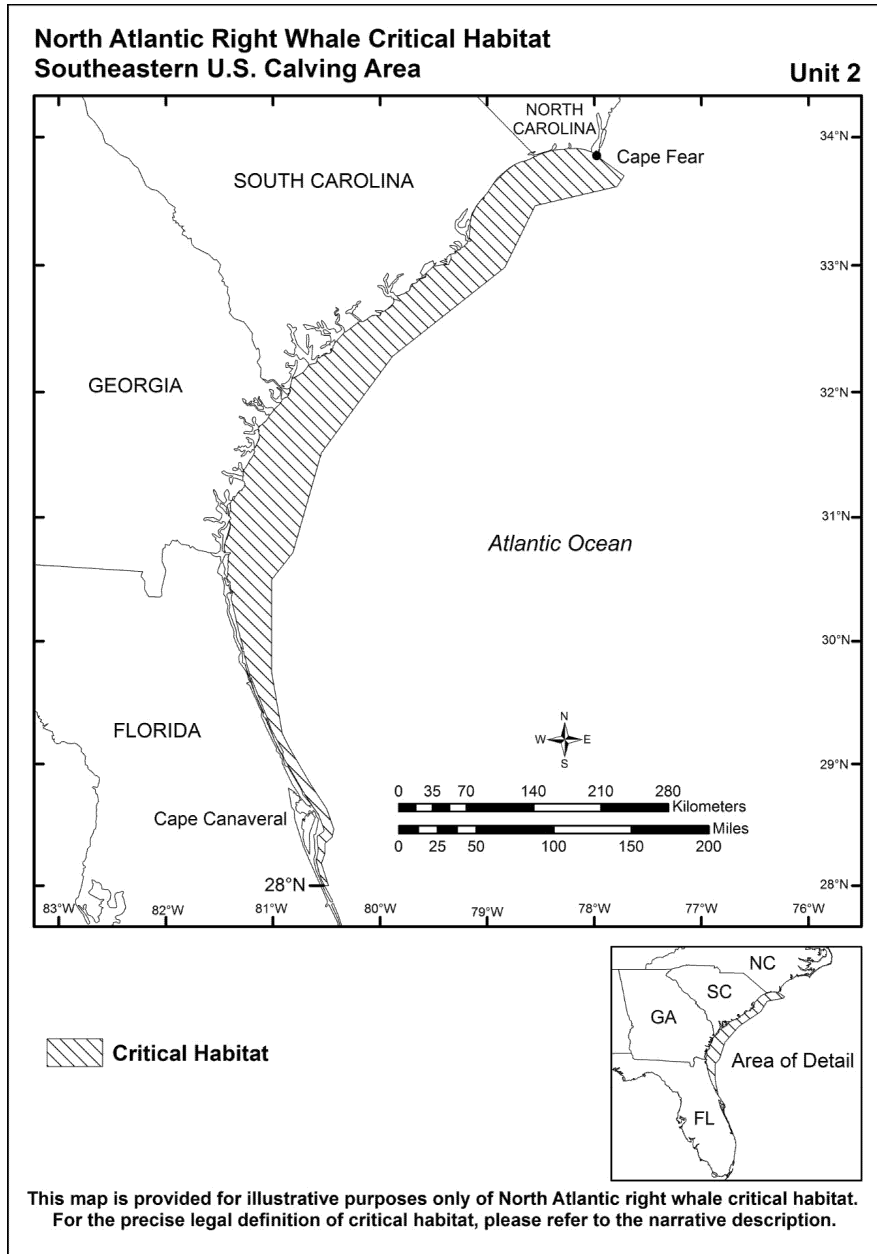 North Atlantic Right Whale Critical Habitat
Southeastern U.S. Calving Area
Unit 2
NORTH
CAROLINA
34°N
Cape Fear
SOUTH CAROLINA
33°N
GEORGIA
32°N
31°N
Atlantic Ocean
30°N
FLORIDA
N
W E
S
29°N
0 35 70 140 210 280
Kilometers
Cape Canaveral
Miles
0 25 50 100 150 200
28°N
28°N
83°W 82°W 81°W 80°W 79°W 78°W 77°W 76°W
NC
SC
GA
Area of Detail
FL
Critical Habitat
This map is provided for illustrative purposes only of North Atlantic right whale critical habitat.
For the precise legal definition of critical habitat, please refer to the narrative description.